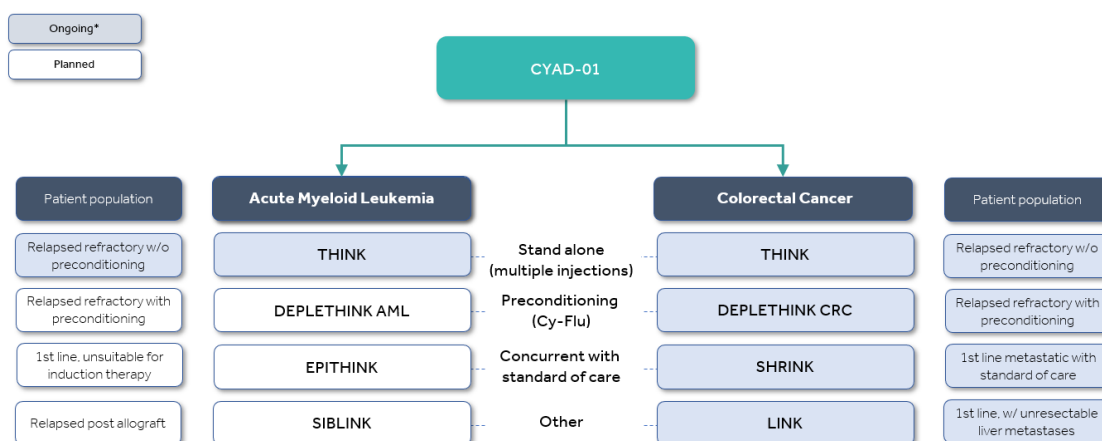 Ongoing*
Planned
CYAD-01
Patient population
Acute Myeloid Leukemia
Colorectal Cancer
Patient population
Relapsed refractory w/o
preconditioning
THINK
Stand alone
(multiple injections)
THINK
Relapsed refractory w/o
preconditioning
Relapsed refractory with
preconditioning
DEPLETHINK AML
Preconditioning
(Cy-Flu)
DEPLETHINK CRC
Relapsed refractory with
preconditioning
1st line, unsuitable for
induction therapy
EPITHINK
Concurrent with
standard of care
SHRINK
1st line metastatic with
standard of care
Relapsed post allograft
SIBLINK
Other
LINK
1st line, w/ unresectable
liver metastases